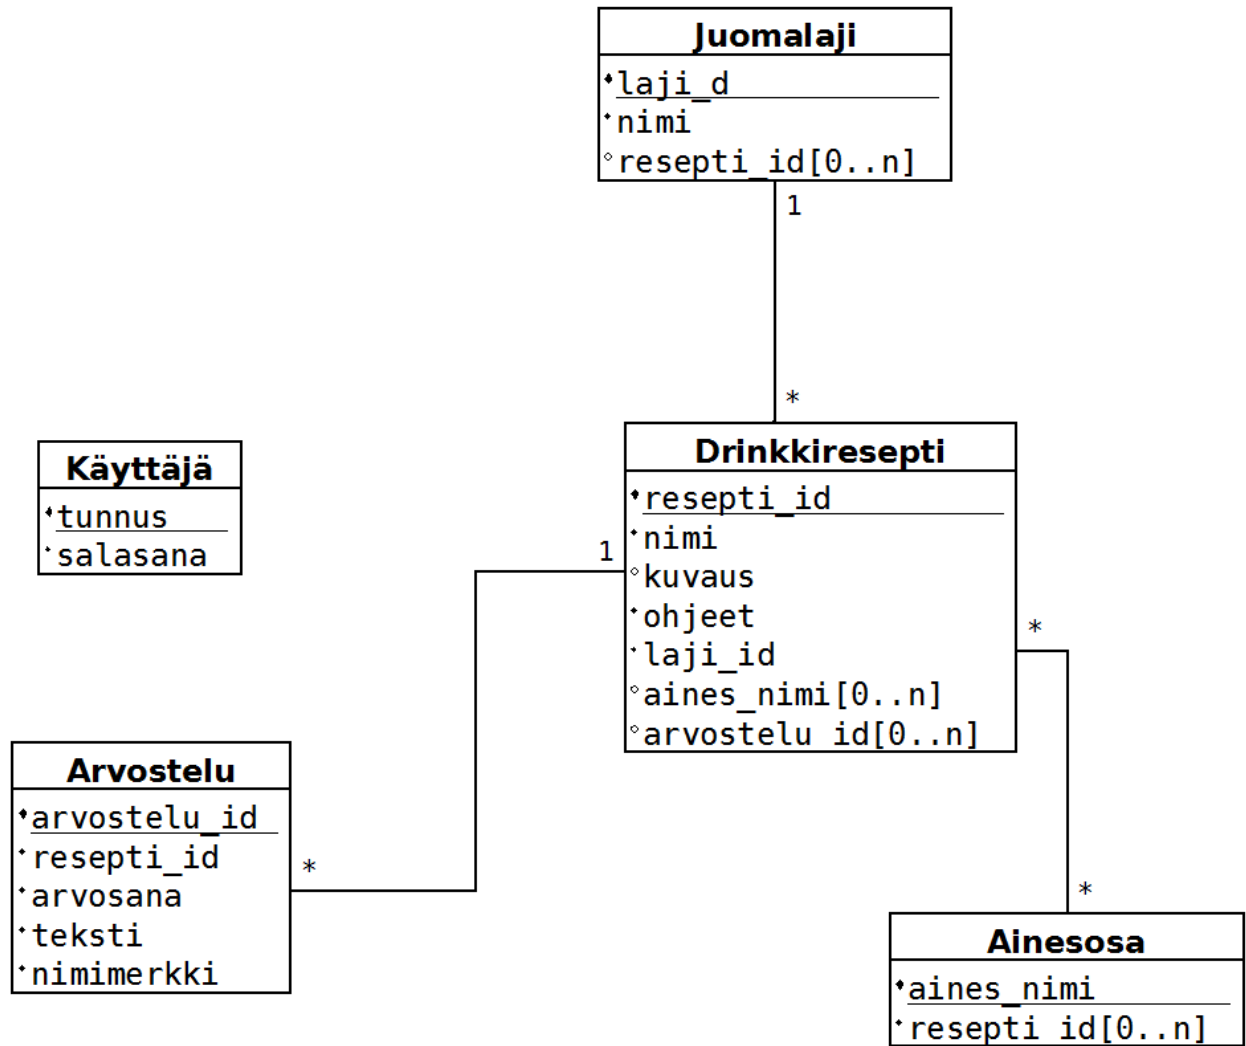 Juomalaji
laji_d
nimi
resepti_id[0..n]
1
*
Drinkkiresepti
resepti_id
nimi
kuvaus
ohjeet
laji_id
aines_nimi[0..n]
arvostelu_id[0..n]
Käyttäjä
tunnus
salasana
1
*
Arvostelu
arvostelu_id
resepti_id
arvosana
teksti
nimimerkki
*
*
Ainesosa
aines_nimi
resepti_id[0..n]